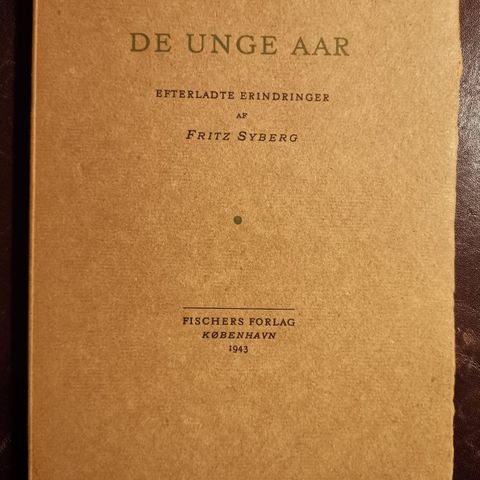 DE UNGE AAR
EFTERLADTE ERINDRINGER
AF
FRITZ SYBERG
FISCHERS FORLAG
KØBENHAVN
1943